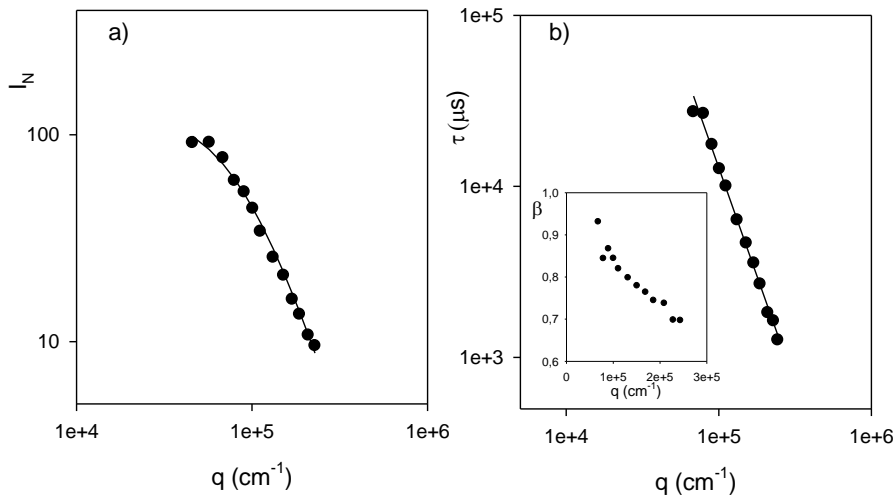 a)
I_N
100
10
1e+4
1e+5
1e+6
q (cm⁻¹)
b)
τ (μs)
1e+5
1e+4
1e+3
1e+4
1e+5
1e+6
q (cm⁻¹)
β
1,0
0,9
0,8
0,7
0,6
0
1e+5
2e+5
3e+5
q (cm⁻¹)